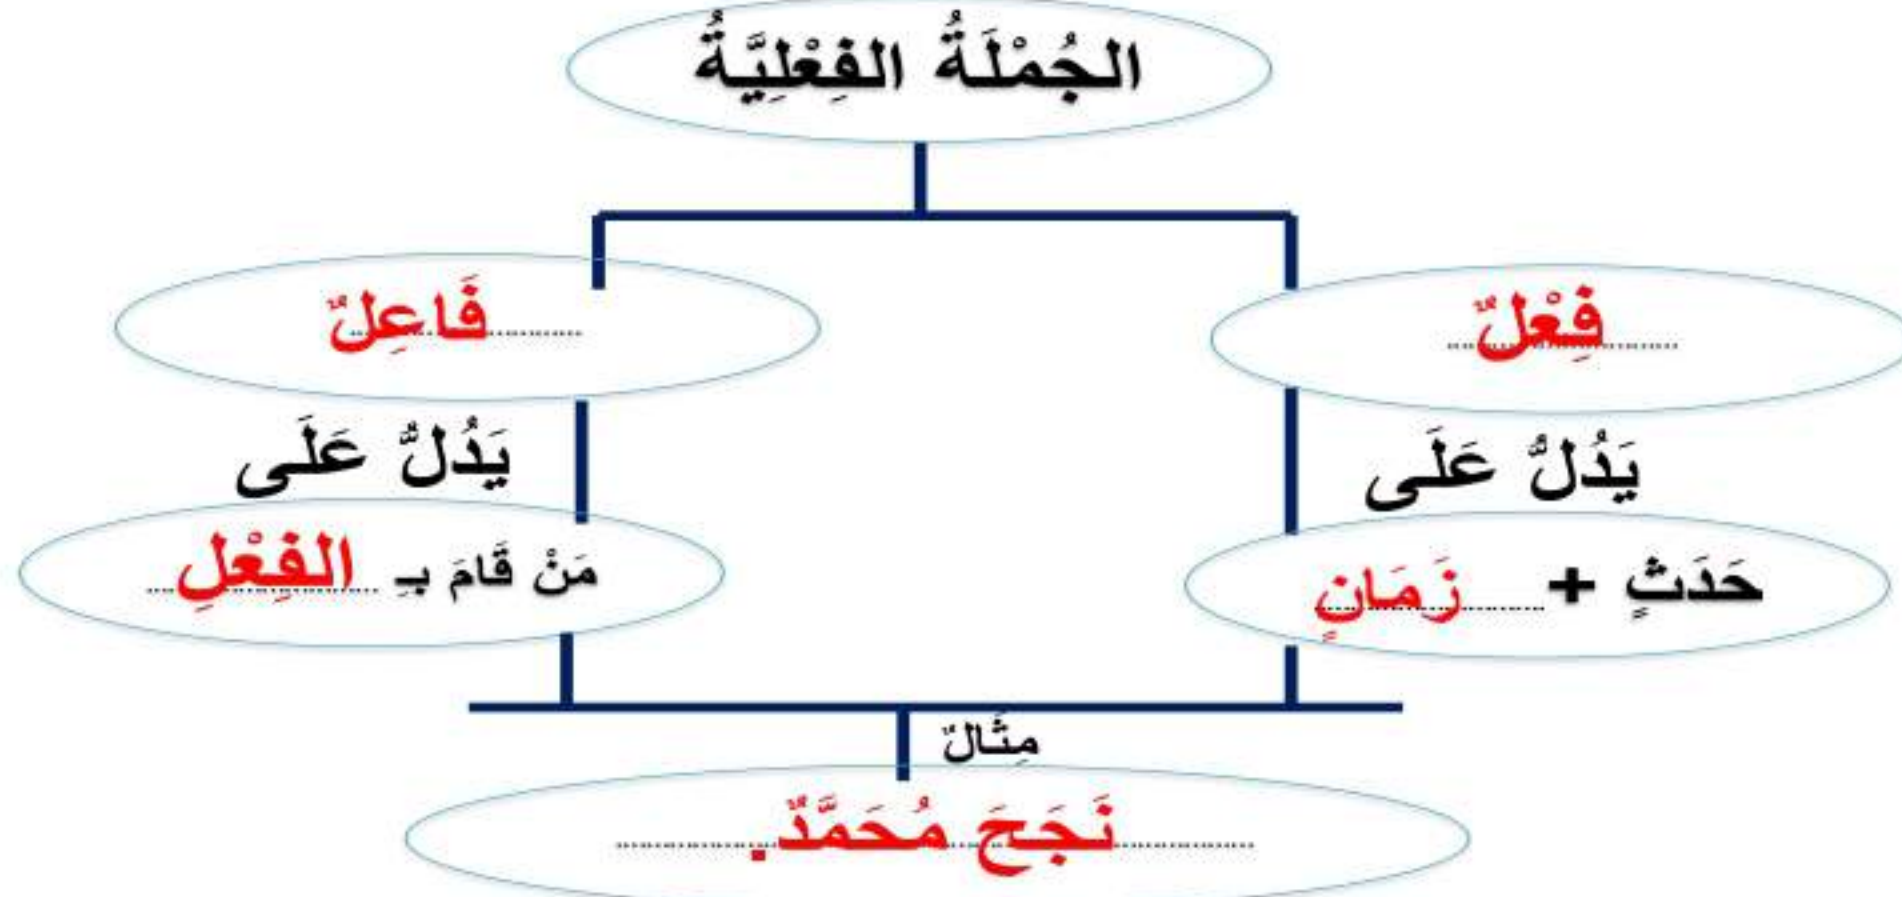 الجُمْلَةُ الفِعْلِيَّةُ
فِعْلٌ
فَاعِلٌ
يَدُلُّ عَلَى
يَدُلُّ عَلَى
حَدَثٍ + زَمَانٍ
مَنْ قَامَ بِـ الفِعْلِ
مِثَالٌ
نَجَحَ مُحَمَّدٌ.